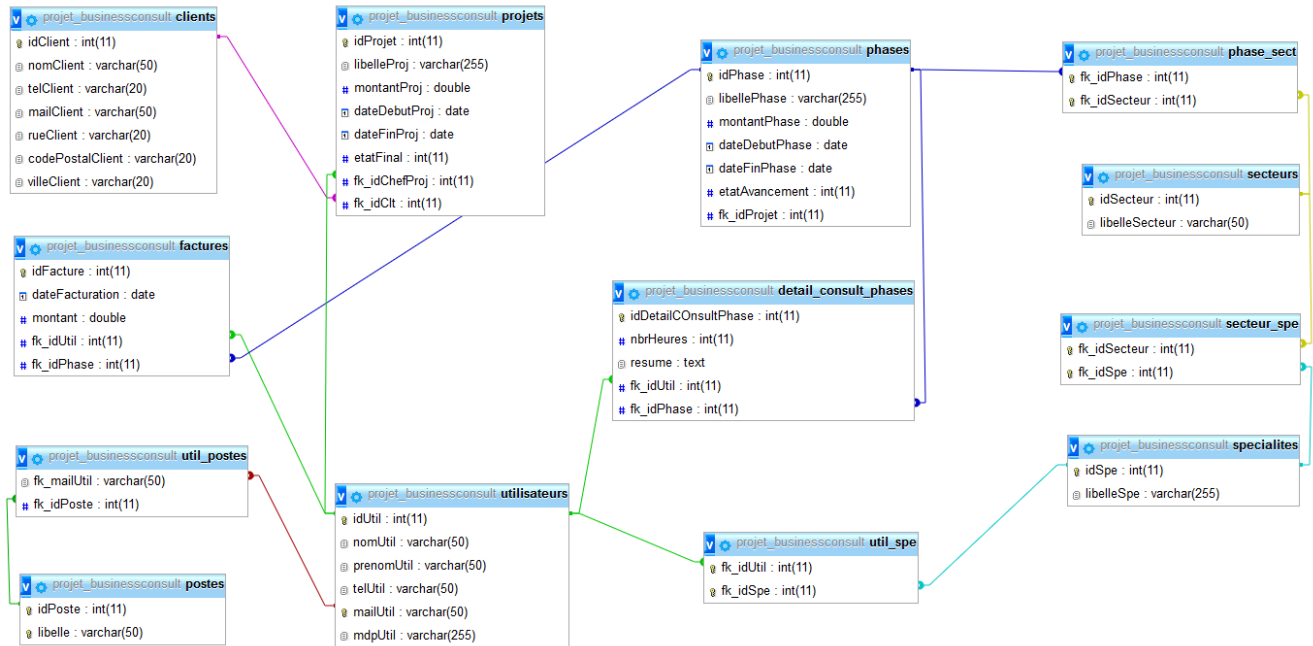 projet_businessconsult clients
idClient : int(11)
nomClient : varchar(50)
telClient : varchar(20)
mailClient : varchar(50)
rueClient : varchar(20)
codePostalClient : varchar(20)
villeClient : varchar(20)
projet_businessconsult projets
idProjet : int(11)
libelleProj : varchar(255)
montantProj : double
dateDebutProj : date
dateFinProj : date
etatFinal : int(11)
fk_idChefProj : int(11)
fk_idClt : int(11)
projet_businessconsult phases
idPhase : int(11)
libellePhase : varchar(255)
montantPhase : double
dateDebutPhase : date
dateFinPhase : date
etatAvancement : int(11)
fk_idProjet : int(11)
projet_businessconsult phase_sect
fk_idPhase : int(11)
fk_idSecteur : int(11)
projet_businessconsult secteurs
idSecteur : int(11)
libelleSecteur : varchar(50)
projet_businessconsult factures
idFacture : int(11)
dateFacturation : date
montant : double
fk_idUtil : int(11)
fk_idPhase : int(11)
projet_businessconsult detail_consult_phases
idDetailCOnsultPhase : int(11)
nbrHeures : int(11)
resume : text
fk_idUtil : int(11)
fk_idPhase : int(11)
projet_businessconsult secteur_spe
fk_idSecteur : int(11)
fk_idSpe : int(11)
projet_businessconsult util_postes
fk_mailUtil : varchar(50)
fk_idPoste : int(11)
projet_businessconsult utilisateurs
idUtil : int(11)
nomUtil : varchar(50)
prenomUtil : varchar(50)
telUtil : varchar(50)
mailUtil : varchar(50)
mdpUtil : varchar(255)
projet_businessconsult specialites
idSpe : int(11)
libelleSpe : varchar(255)
projet_businessconsult util_spe
fk_idUtil : int(11)
fk_idSpe : int(11)
projet_businessconsult postes
idPoste : int(11)
libelle : varchar(50)